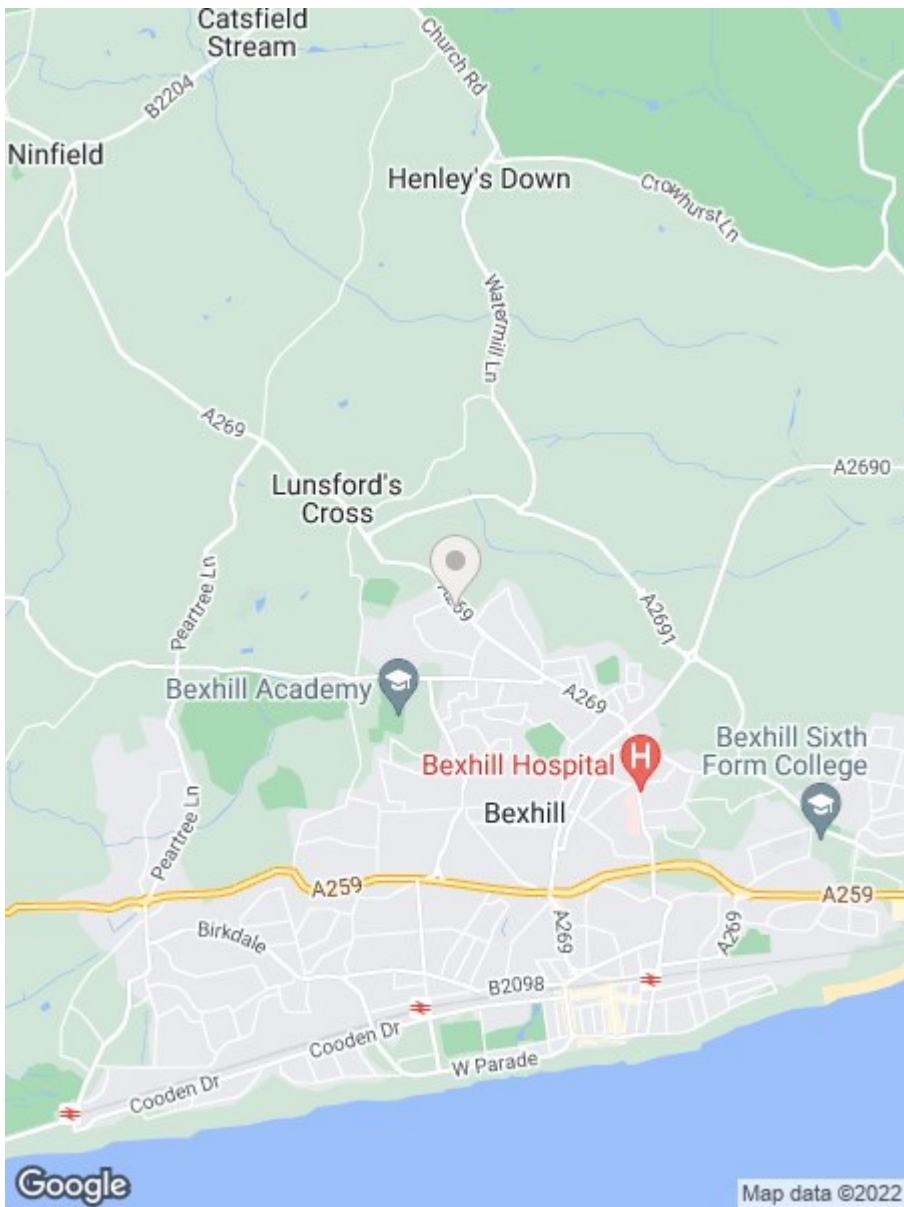 Catsfield
Stream
Church Rd
B2204
Ninfield
Henley's Down
Crowhurst Ln
Watermill Ln
A269
A2690
Lunsford's
Cross
Peartree Ln
A269
A2691
Bexhill Academy
A269
Bexhill Hospital
H
Bexhill Sixth
Form College
Bexhill
Peartree Ln
A259
A259
Birkdale
A269
A269
B2098
Cooden Dr
W Parade
Cooden Dr
Google
Map data ©2022